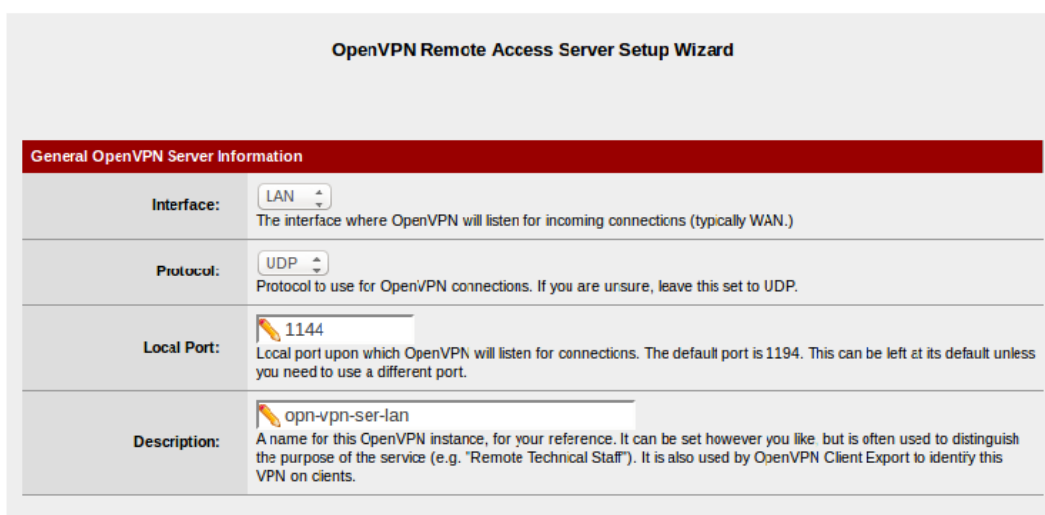 OpenVPN Remote Access Server Setup Wizard
General OpenVPN Server Information
Interface:
LAN
The interface where OpenVPN will listen for incoming connections (typically WAN.)
Protocol:
UDP
Protocol to use for OpenVPN connections. If you are unsure, leave this set to UDP.
Local Port:
1144
Local port upon which OpenVPN will listen for connections. The default port is 1194. This can be left at its default unless
you need to use a different port.
Description:
opn-vpn-ser-lan
A name for this OpenVPN instance, for your reference. It can be set however you like, but is often used to distinguish
the purpose of the service (e.g. "Remote Technical Staff"). It is also used by OpenVPN Client Export to identify this
VPN on clients.